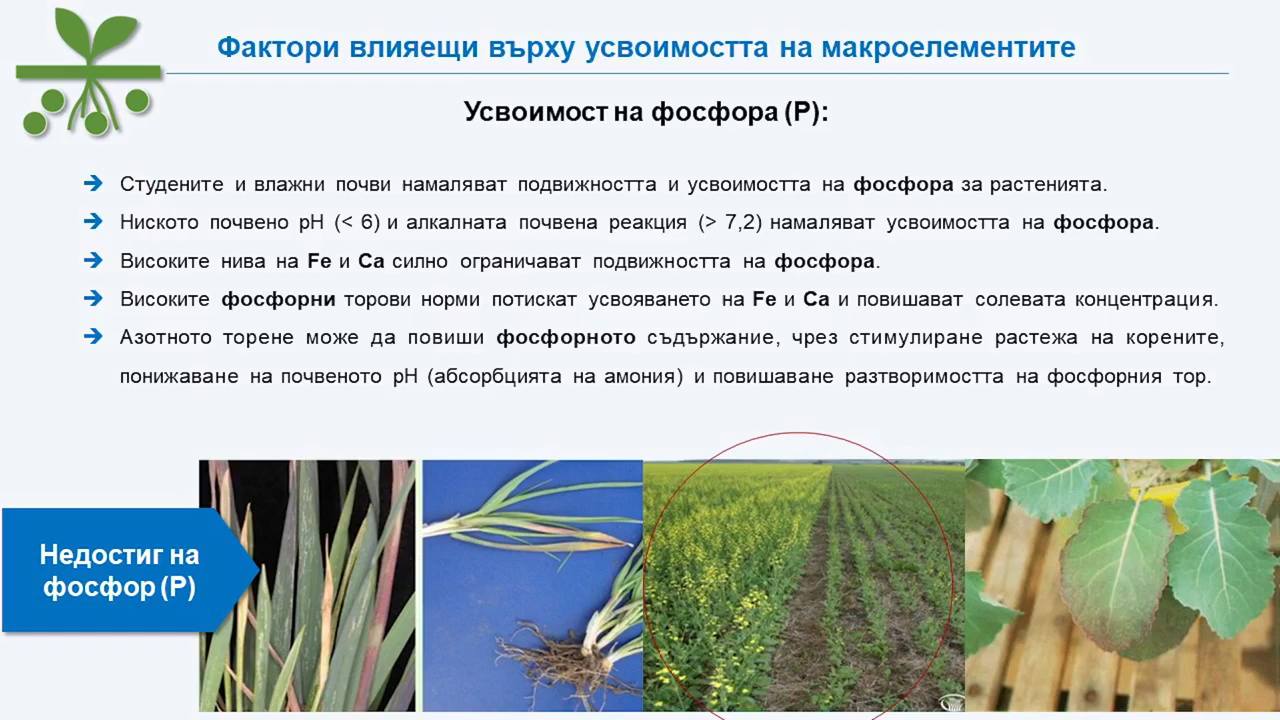 Фактори влияещи върху усвоимостта на макроелементите
Усвоимост на фосфора (P):
Студените и влажни почви намаляват подвижността и усвоимостта на фосфора за растенията.
Ниското почвено pH (< 6) и алкалната почвена реакция (> 7,2) намаляват усвоимостта на фосфора.
Високите нива на Fe и Ca силно ограничават подвижността на фосфора.
Високите фосфорни торови норми потискат усвояването на Fe и Ca и повишават солевата концентрация.
Азотното торене може да повиши фосфорното съдържание, чрез стимулиране растежа на корените,
понижаване на почвеното pH (абсорбцията на амония) и повишаване разтворимостта на фосфорния тор.
Недостиг на
фосфор (P)